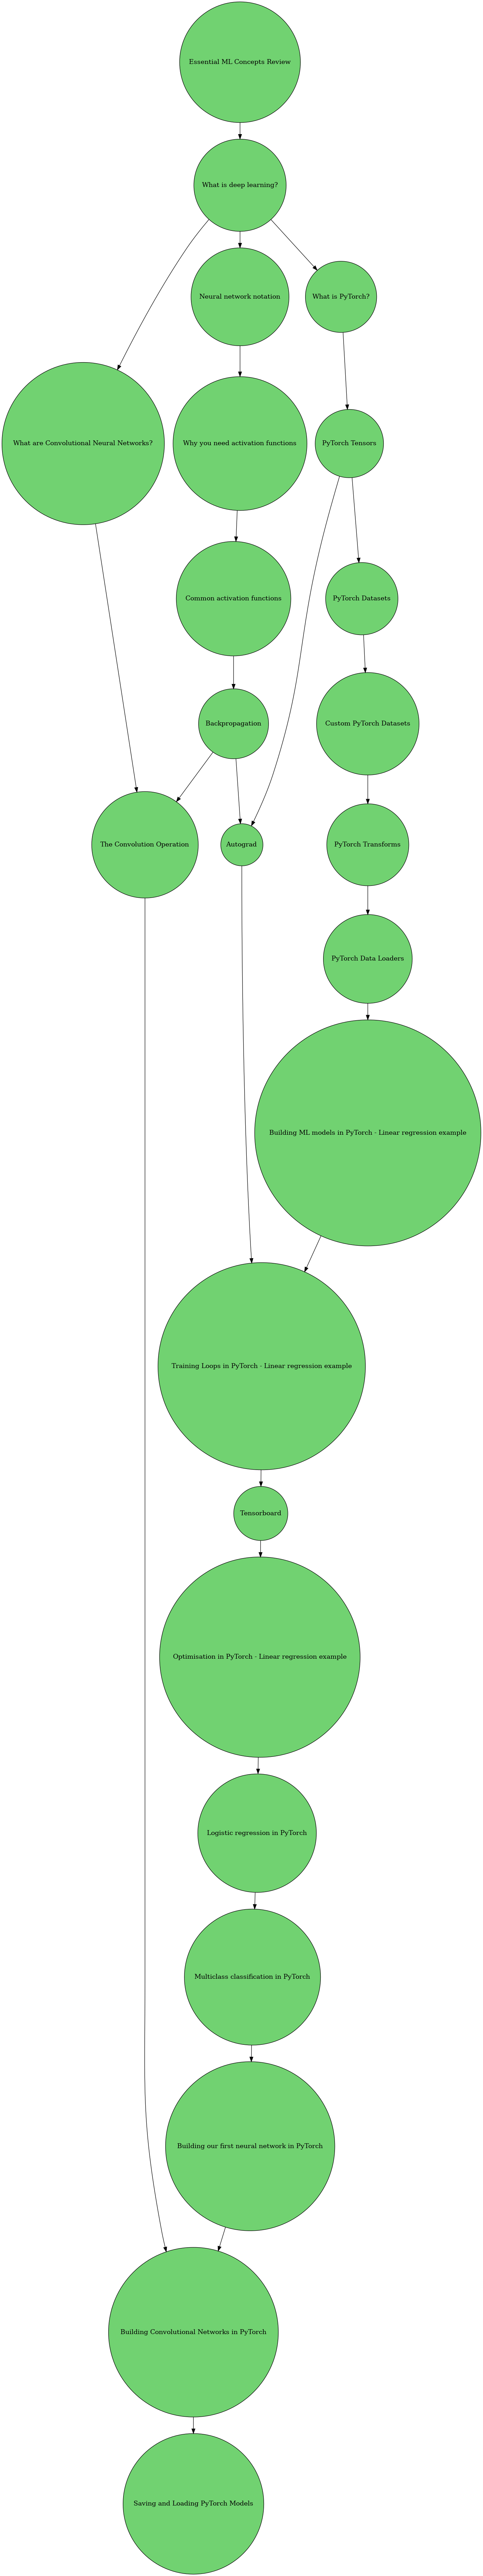 Essential ML Concepts Review
What is deep learning?
Neural network notation
What is PyTorch?
What are Convolutional Neural Networks?
Why you need activation functions
PyTorch Tensors
Common activation functions
PyTorch Datasets
Backpropagation
Custom PyTorch Datasets
The Convolution Operation
Autograd
PyTorch Transforms
PyTorch Data Loaders
Building ML models in PyTorch - Linear regression example
Training Loops in PyTorch - Linear regression example
Tensorboard
Optimisation in PyTorch - Linear regression example
Logistic regression in PyTorch
Multiclass classification in PyTorch
Building our first neural network in PyTorch
Building Convolutional Networks in PyTorch
Saving and Loading PyTorch Models